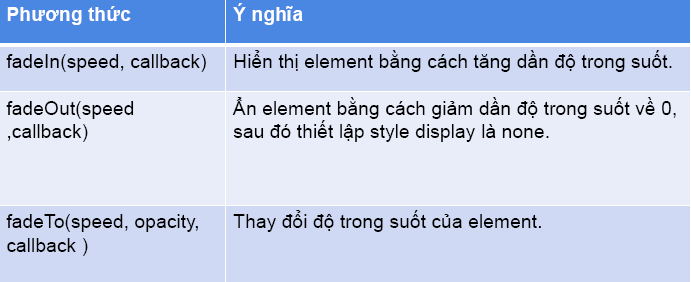 Phương thức Ý nghĩa
fadeIn(speed, callback) Hiển thị element bằng cách tăng dần độ trong suốt.
fadeOut(speed Ẩn element bằng cách giảm dần độ trong suốt về 0,
,callback) sau đó thiết lập style display là none.
fadeTo(speed, opacity, Thay đổi độ trong suốt của element.
callback )